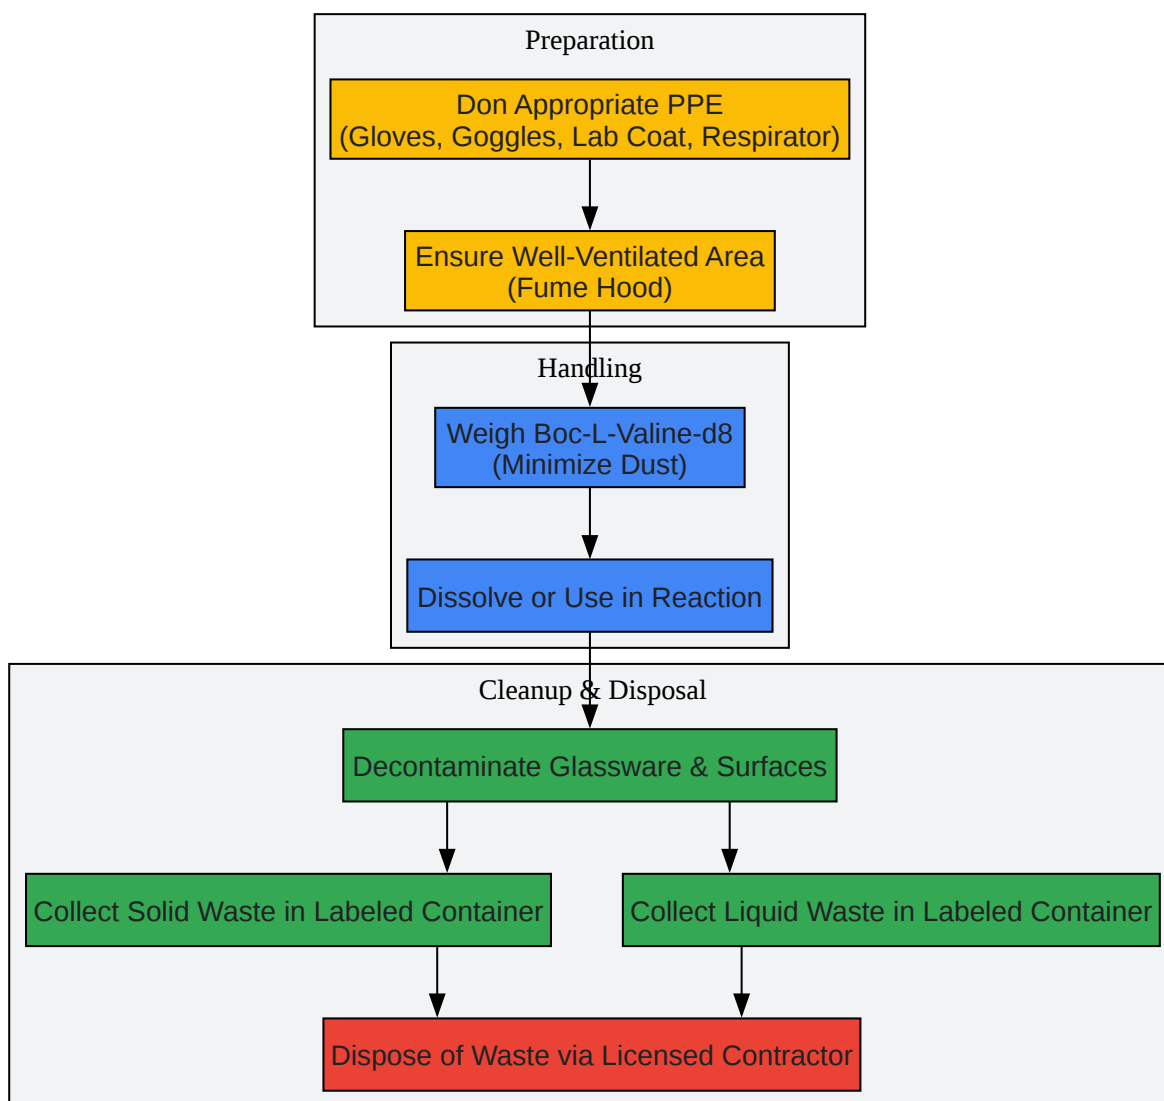 Preparation
Don Appropriate PPE
(Gloves, Goggles, Lab Coat, Respirator)
Ensure Well-Ventilated Area
(Fume Hood)
Handling
Weigh Boc-L-Valine-d8
(Minimize Dust)
Dissolve or Use in Reaction
Cleanup & Disposal
Decontaminate Glassware & Surfaces
Collect Solid Waste in Labeled Container
Collect Liquid Waste in Labeled Container
Dispose of Waste via Licensed Contractor